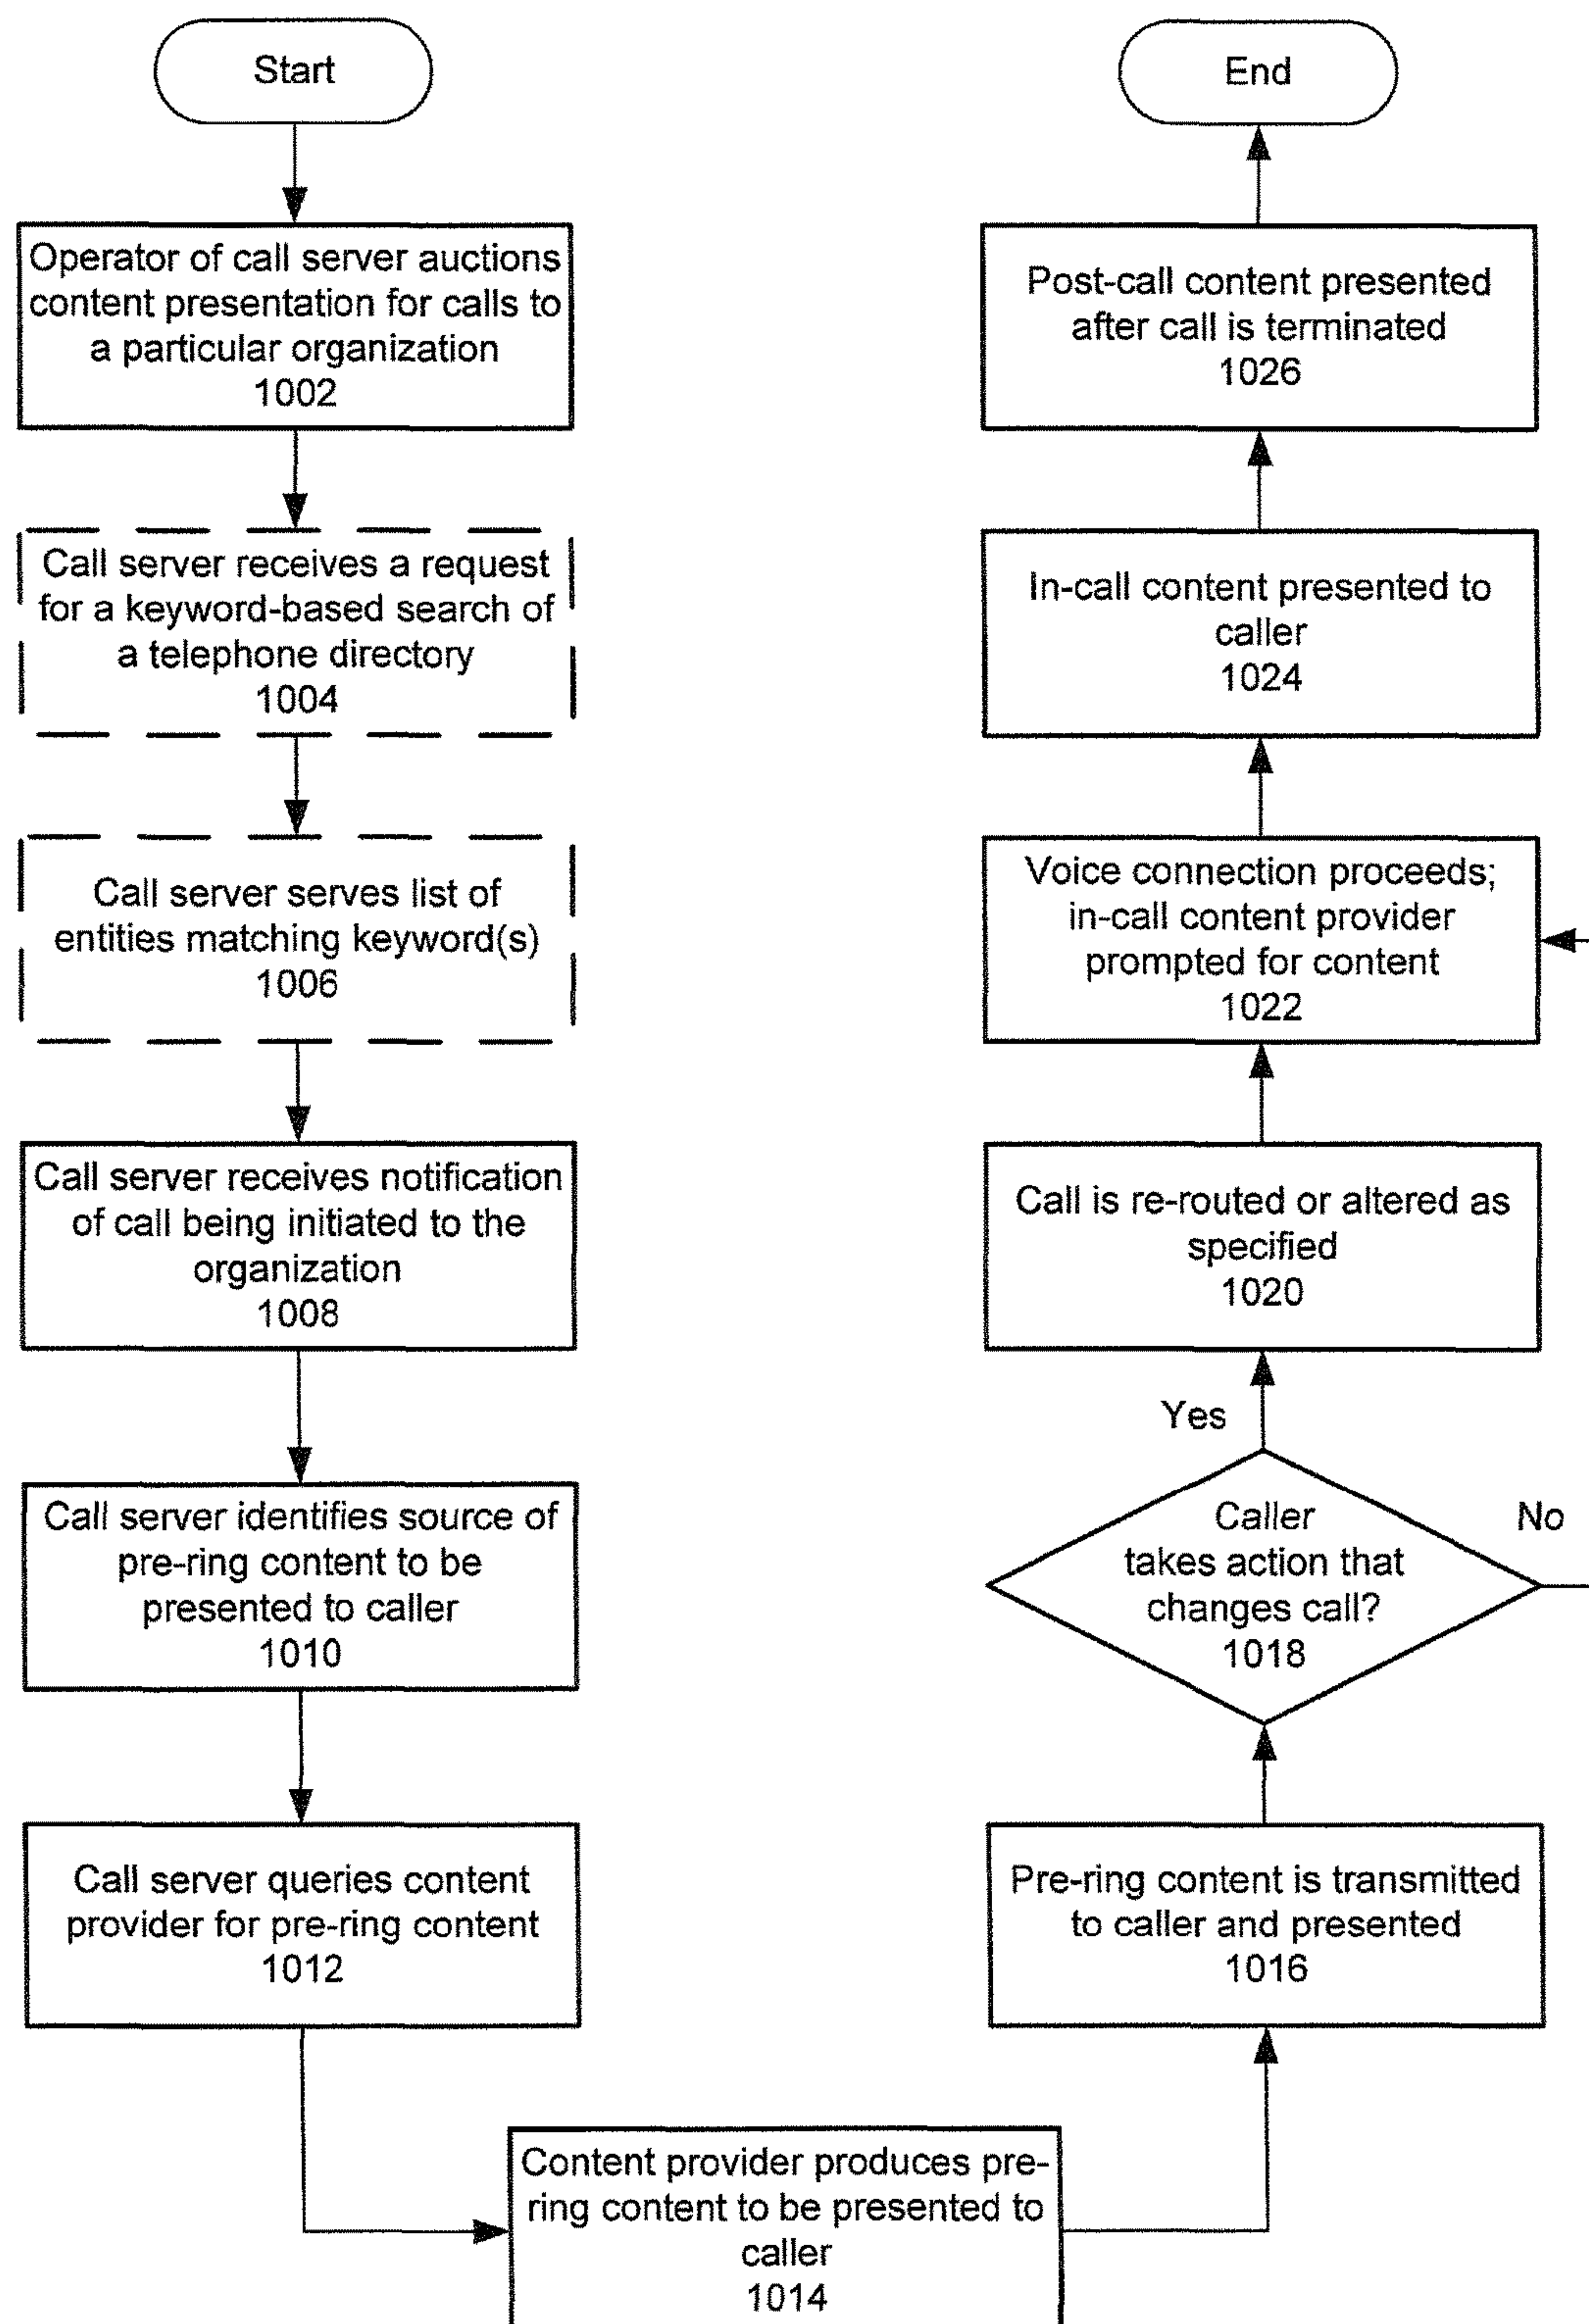 Start
Operator of call server auctions
content presentation for calls to
a particular organization
1002
Call server receives a request
for a keyword-based search of
a telephone directory
1004
Call server serves list of
entities matching keyword(s)
1006
Call server receives notification
of call being initiated to the
organization
1008
Call server identifies source of
pre-ring content to be
presented to caller
1010
Call server queries content
provider for pre-ring content
1012
Content provider produces pre-
ring content to be presented to
caller
1014
Pre-ring content is transmitted
to caller and presented
1016
Caller
takes action that
changes call?
1018
Yes
No
Call is re-routed or altered as
specified
1020
Voice connection proceeds;
in-call content provider
prompted for content
1022
In-call content presented to
caller
1024
Post-call content presented
after call is terminated
1026
End